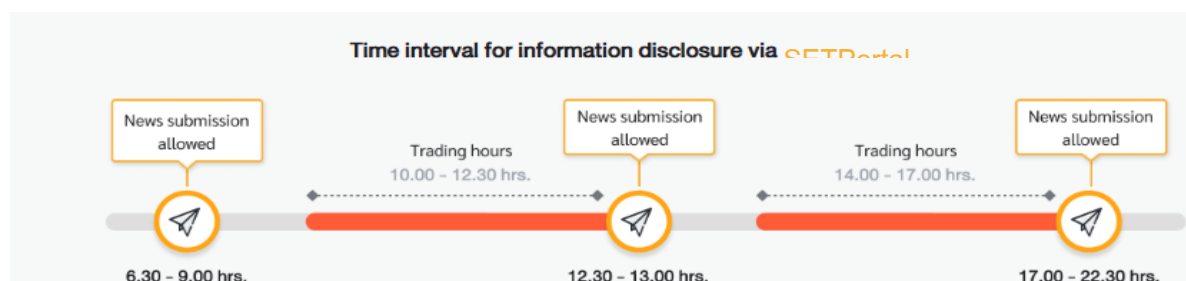 Time interval for information disclosure via SETPortal
News submission
allowed
News submission
allowed
News submission
allowed
Trading hours
10.00 – 12.30 hrs.
Trading hours
14.00 – 17.00 hrs.
6.30 – 9.00 hrs.
12.30 – 13.00 hrs.
17.00 – 22.30 hrs.